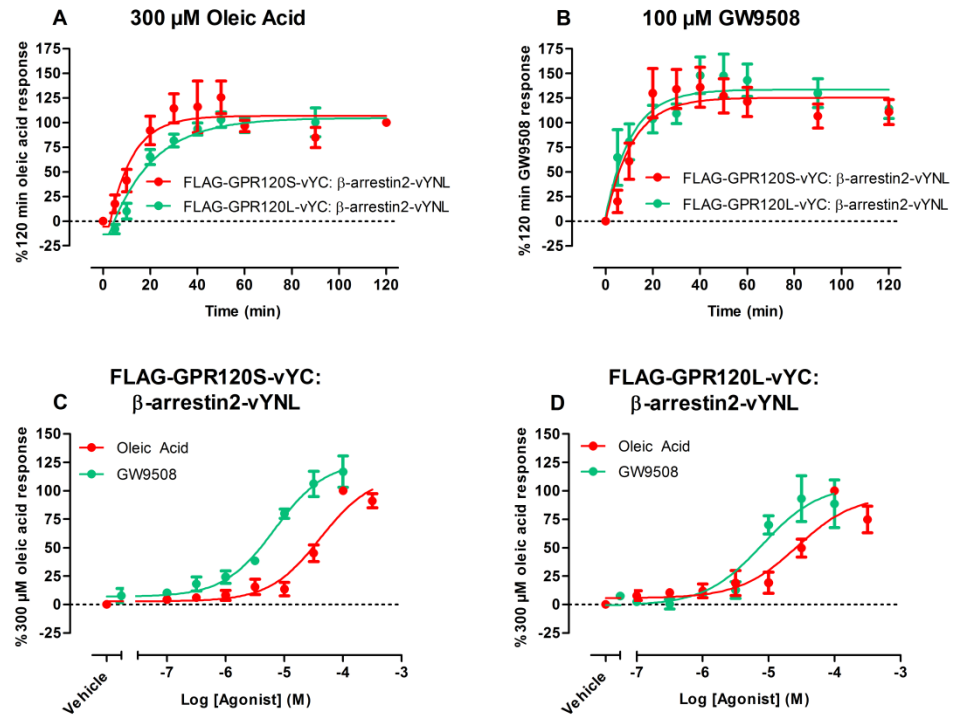 A
300 µM Oleic Acid
%120 min oleic acid response
150
125
100
75
50
25
0
25
FLAG-GPR120S-vYC: β-arrestin2-vYNL
FLAG-GPR120L-vYC: β-arrestin2-vYNL
0 20 40 60 80 100 120
Time (min)
B
100 µM GW9508
%120 min GW9508 response
175
150
125
100
75
50
25
0
25
FLAG-GPR120S-vYC: β-arrestin2-vYNL
FLAG-GPR120L-vYC: β-arrestin2-vYNL
0 20 40 60 80 100 120
Time (min)
C
FLAG-GPR120S-vYC:
β-arrestin2-vYNL
%300 µM oleic acid response
150
125
100
75
50
25
0
25
Oleic Acid
GW9508
Vehicle
-7 -6 -5 -4 -3
Log [Agonist] (M)
D
FLAG-GPR120L-vYC:
β-arrestin2-vYNL
%300 µM oleic acid response
150
125
100
75
50
25
0
25
Oleic Acid
GW9508
Vehicle
-7 -6 -5 -4 -3
Log [Agonist] (M)